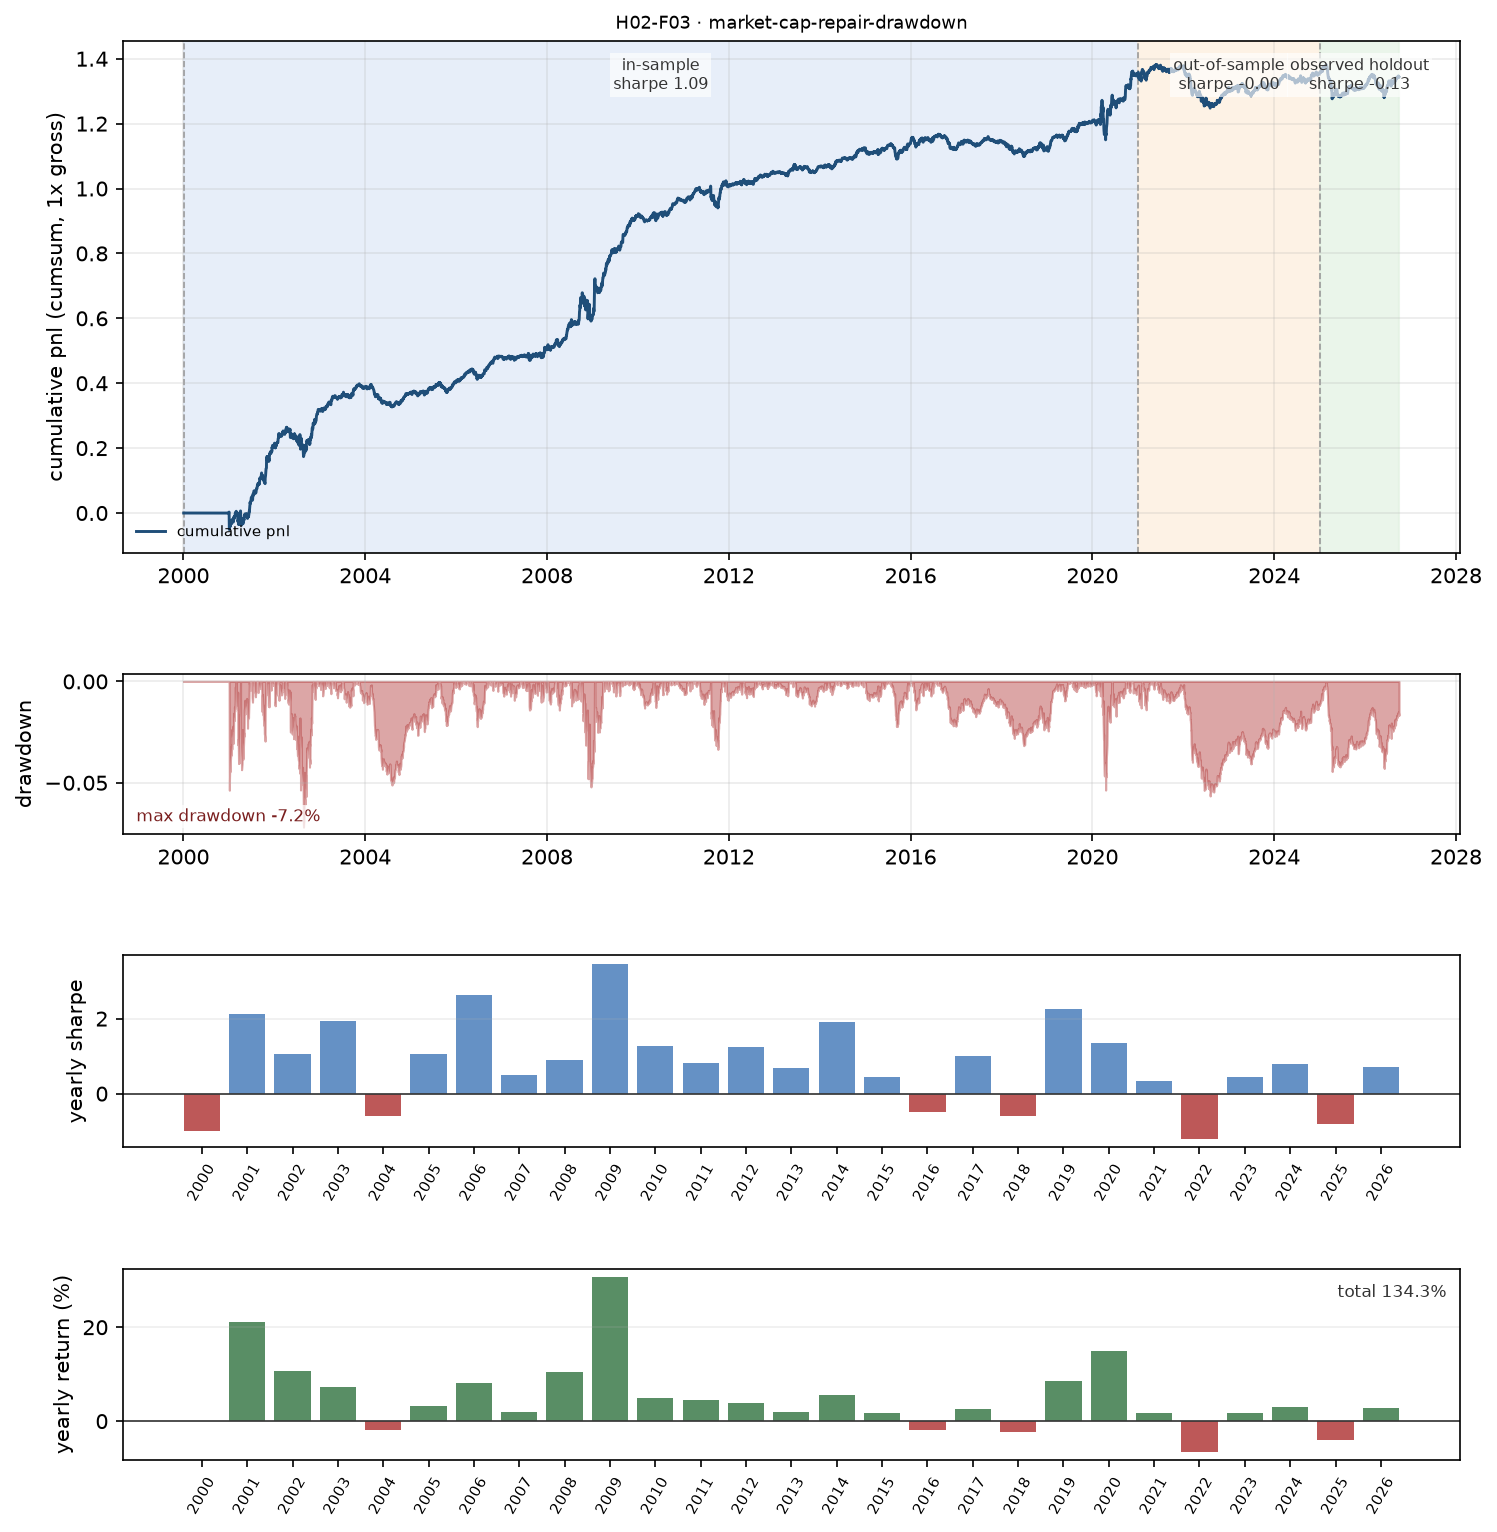 H02-F03 · market-cap-repair-drawdown
cumulative pnl (cumsum, 1x gross)
1.4
1.2
1.0
0.8
0.6
0.4
0.2
0.0
in-sample
sharpe 1.09
out-of-sample observed holdout
sharpe -0.00 sharpe -0.13
cumulative pnl
2000 2004 2008 2012 2016 2020 2024 2028
drawdown
0.00
−0.05
max drawdown -7.2%
2000 2004 2008 2012 2016 2020 2024 2028
yearly sharpe
2
0
2000 2001 2002 2003 2004 2005 2006 2007 2008 2009 2010 2011 2012 2013 2014 2015 2016 2017 2018 2019 2020 2021 2022 2023 2024 2025 2026
yearly return (%)
20
0
total 134.3%
2000 2001 2002 2003 2004 2005 2006 2007 2008 2009 2010 2011 2012 2013 2014 2015 2016 2017 2018 2019 2020 2021 2022 2023 2024 2025 2026